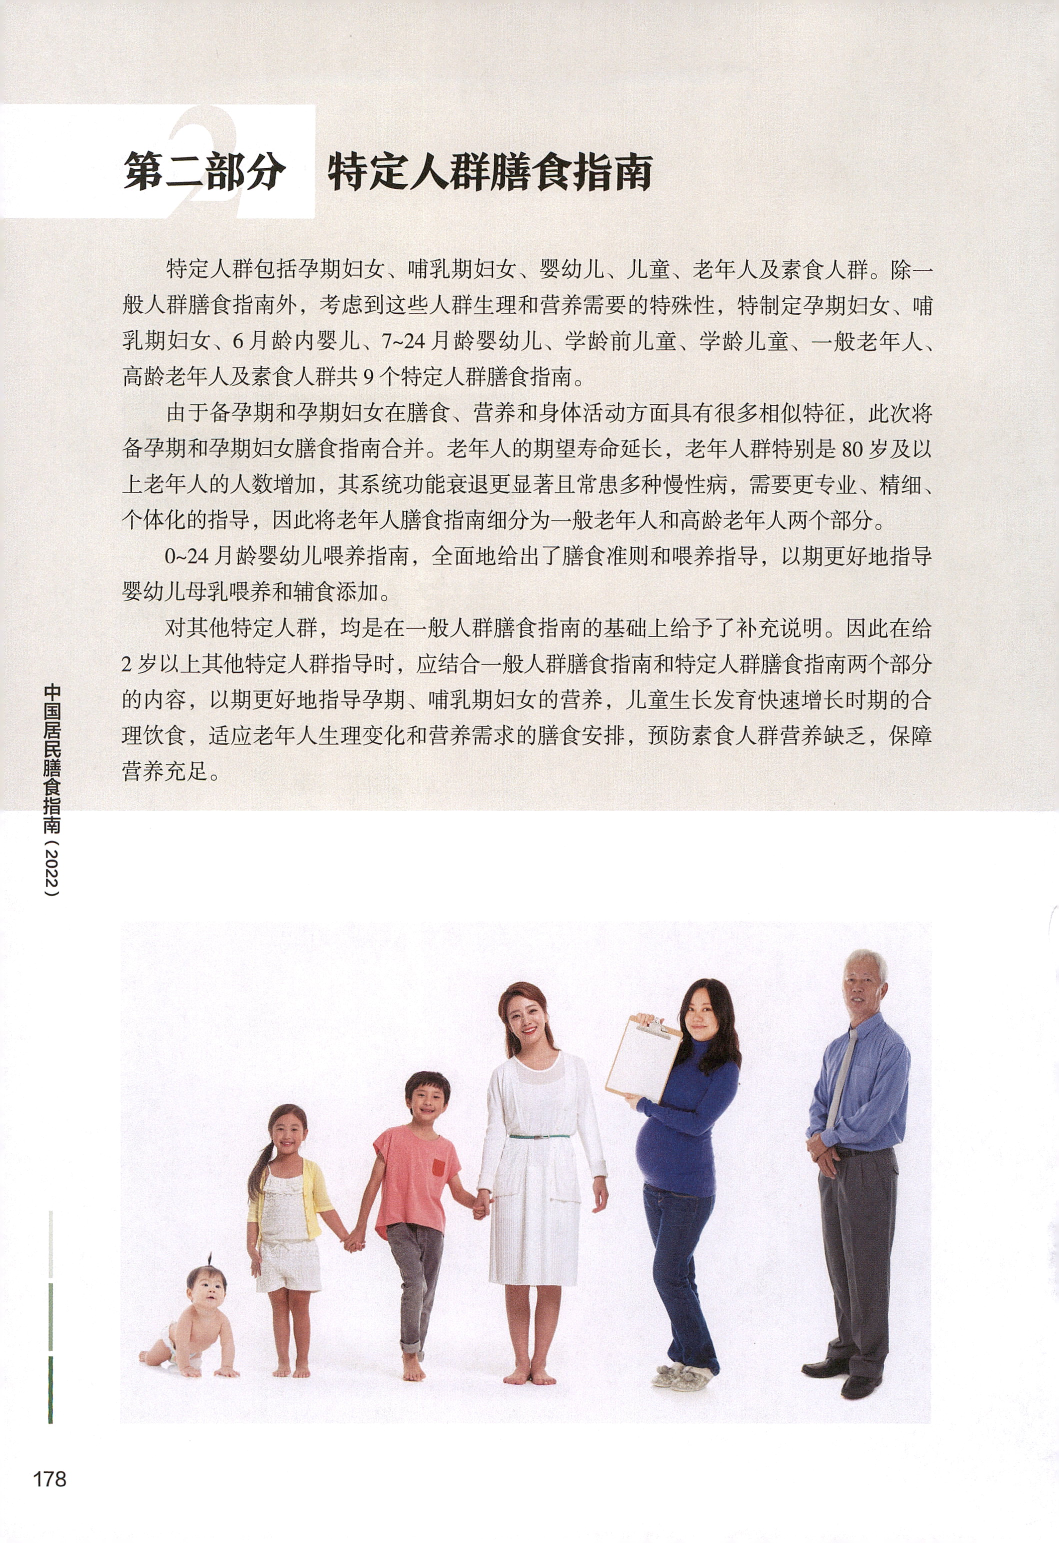 第二部分 特定人群膳食指南
特定人群包括孕期妇女、哺乳期妇女、婴幼儿、儿童、老年人及素食人群。除一
般人群膳食指南外，考虑到这些人群生理和营养需要的特殊性，特制定孕期妇女、哺
乳期妇女、6 月龄内婴儿、7~24 月龄婴幼儿、学龄前儿童、学龄儿童、一般老年人、
高龄老年人及素食人群共 9 个特定人群膳食指南。
由于备孕期和孕期妇女在膳食、营养和身体活动方面具有很多相似特征，此次将
备孕期和孕期妇女膳食指南合并。老年人的期望寿命延长，老年人群特别是 80 岁及以
上老年人的人数增加，其系统功能衰退更显著且常患多种慢性病，需要更专业、精细、
个体化的指导，因此将老年人膳食指南细分为一般老年人和高龄老年人两个部分。
0~24 月龄婴幼儿喂养指南，全面地给出了膳食准则和喂养指导，以期更好地指导
婴幼儿母乳喂养和辅食添加。
对其他特定人群，均是在一般人群膳食指南的基础上给予了补充说明。因此在给
2 岁以上其他特定人群指导时，应结合一般人群膳食指南和特定人群膳食指南两个部分
的内容，以期更好地指导孕期、哺乳期妇女的营养，儿童生长发育快速增长时期的合
理饮食，适应老年人生理变化和营养需求的膳食安排，预防素食人群营养缺乏，保障
营养充足。
中国居民膳食指南（2022）
178